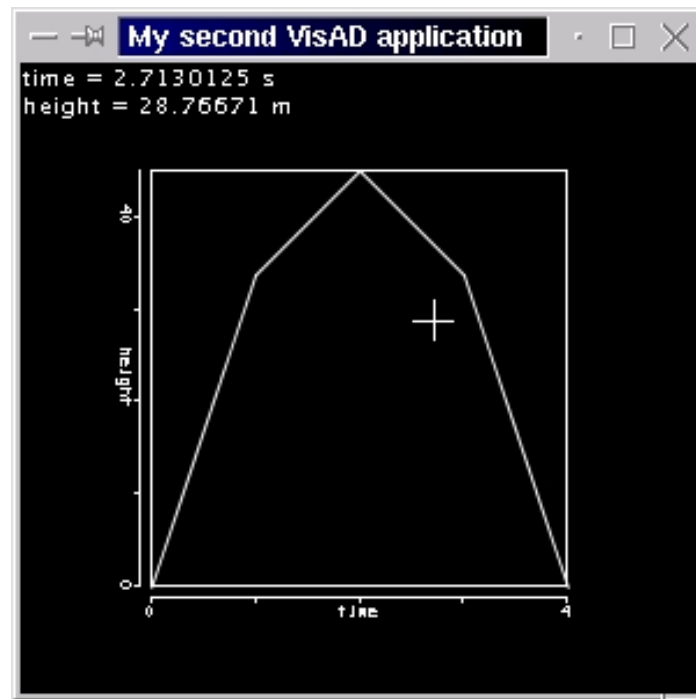 My second VisAD application
time = 2.7130125 s
height = 28.76671 m
40
height
0
0
time
4